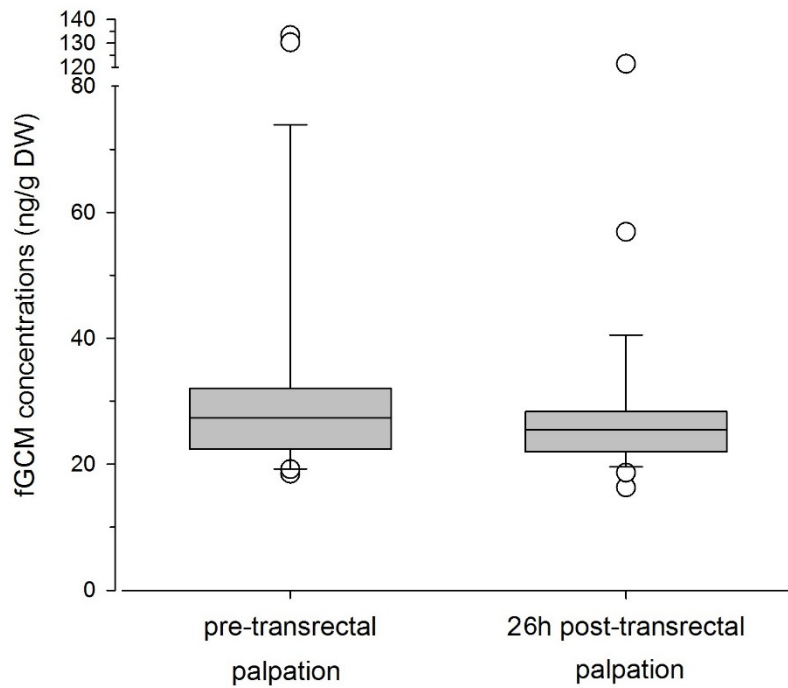 140
130
120
80
60
40
20
0
fGCM concentrations (ng/g DW)
pre-transrectal
palpation
26h post-transrectal
palpation